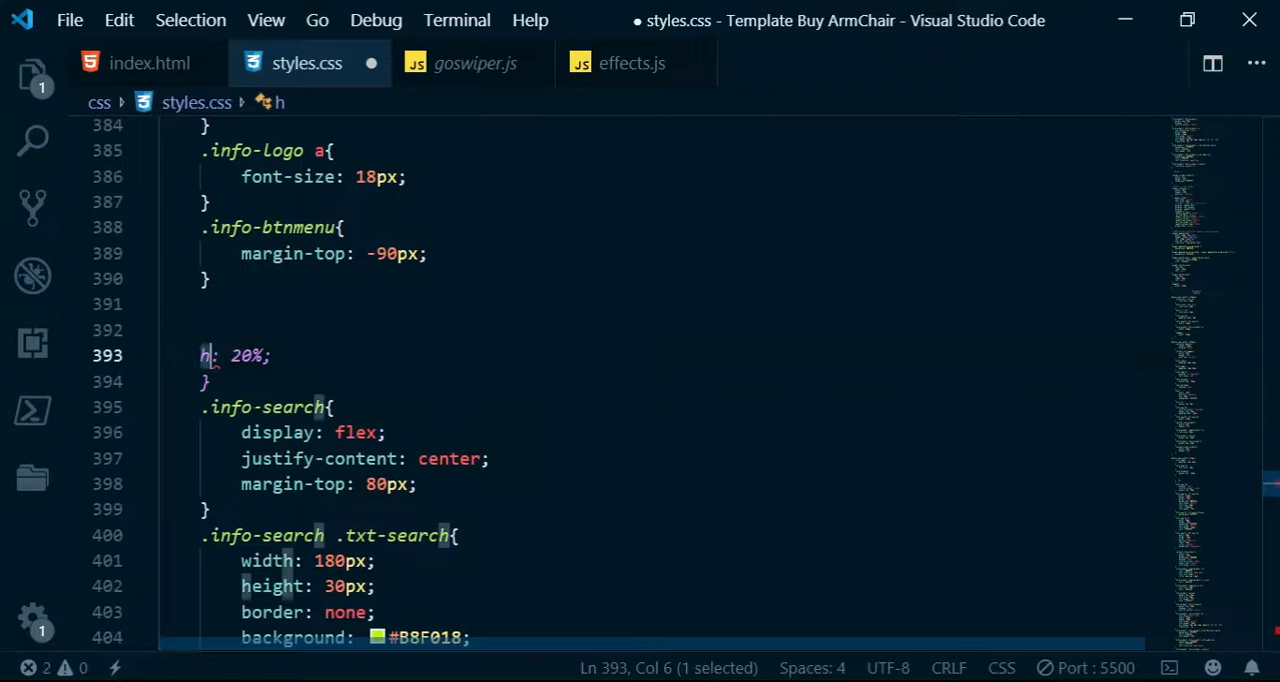 File Edit Selection View Go Debug Terminal Help ● styles.css - Template Buy ArmChair - Visual Studio Code
index.html styles.css ● JS goswiper.js JS effects.js
css styles.css h
384 }
385 .info-logo a{
386 font-size: 18px;
387 }
388 .info-btnmenu{
389 margin-top: -90px;
390 }
391
392
393 h: 20%;
394 }
395 .info-search{
396 display: flex;
397 justify-content: center;
398 margin-top: 80px;
399 }
400 .info-search .txt-search{
401 width: 180px;
402 height: 30px;
403 border: none;
404 background: #B8F018;
1
1
2 0 Ln 393, Col 6 (1 selected) Spaces: 4 UTF-8 CRLF CSS Port : 5500